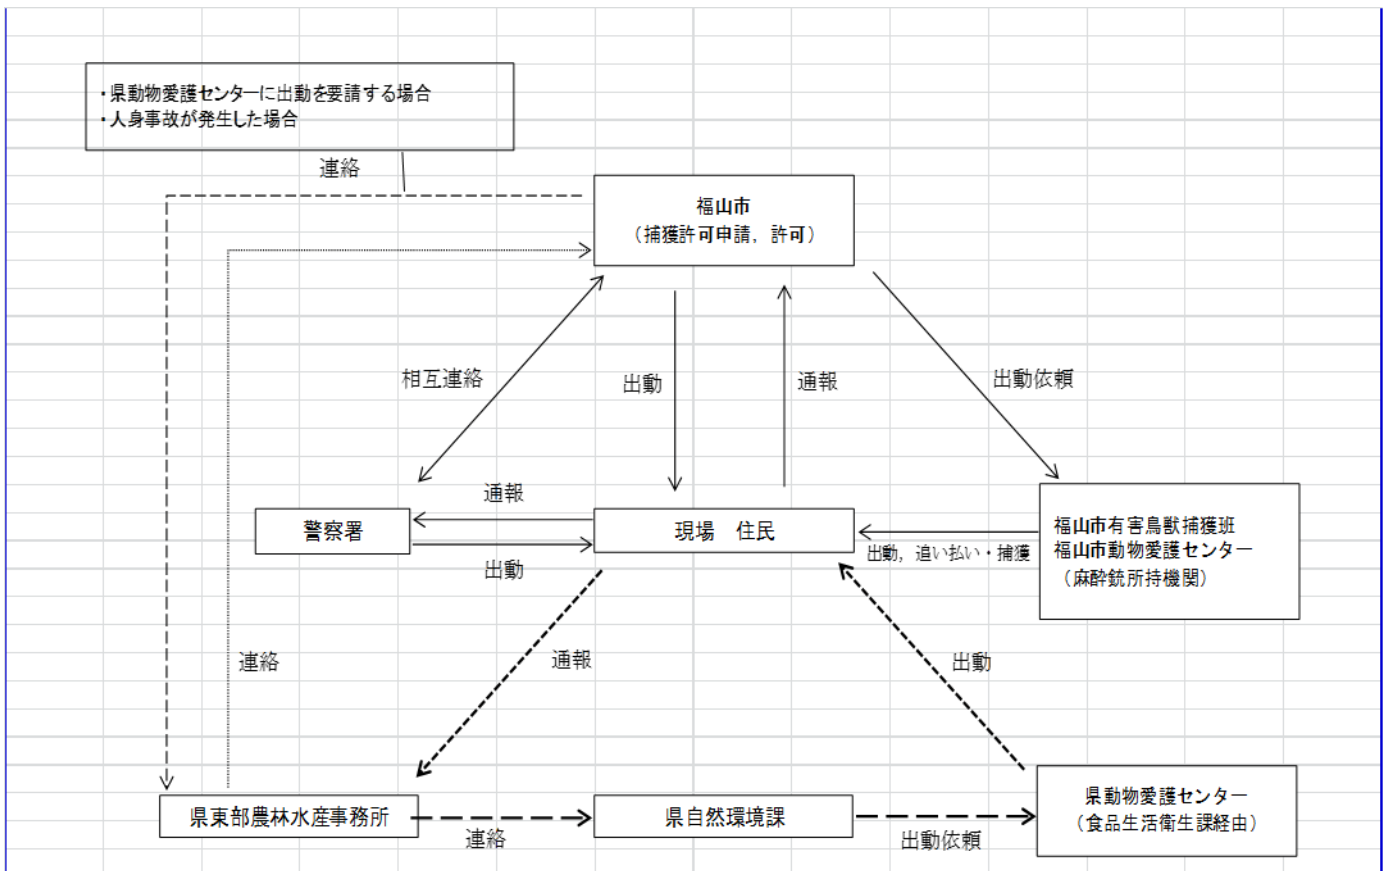 ・県動物愛護センターに出動を要請する場合
・人身事故が発生した場合
連絡
福山市
（捕獲許可申請，許可）
相互連絡
出動
通報
出動依頼
通報
警察署
現場　住民
出動
出動，追い払い・捕獲
福山市有害鳥獣捕獲班
福山市動物愛護センター
（麻酔銃所持機関）
連絡
通報
出動
県東部農林水産事務所
連絡
県自然環境課
出動依頼
県動物愛護センター
（食品生活衛生課経由）